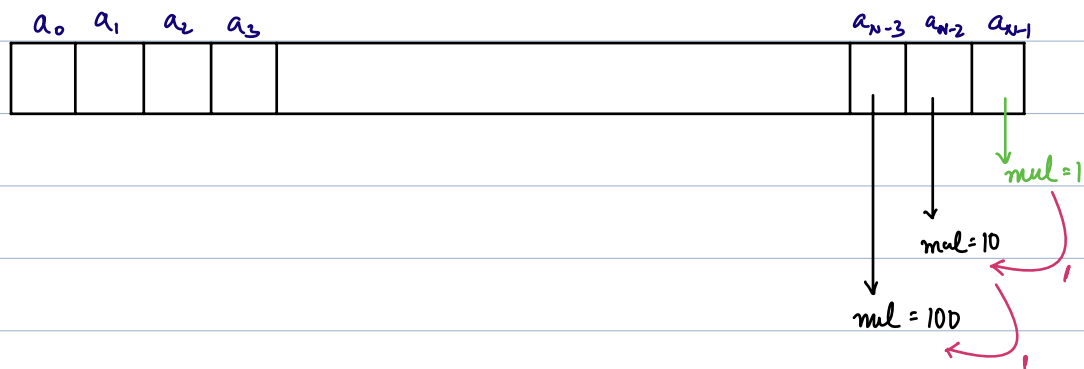 a₀ a₁ a₂ a₃ aₙ₋₃ aₙ₋₂ aₙ₋₁
mul = 1
mul = 10
mul = 100